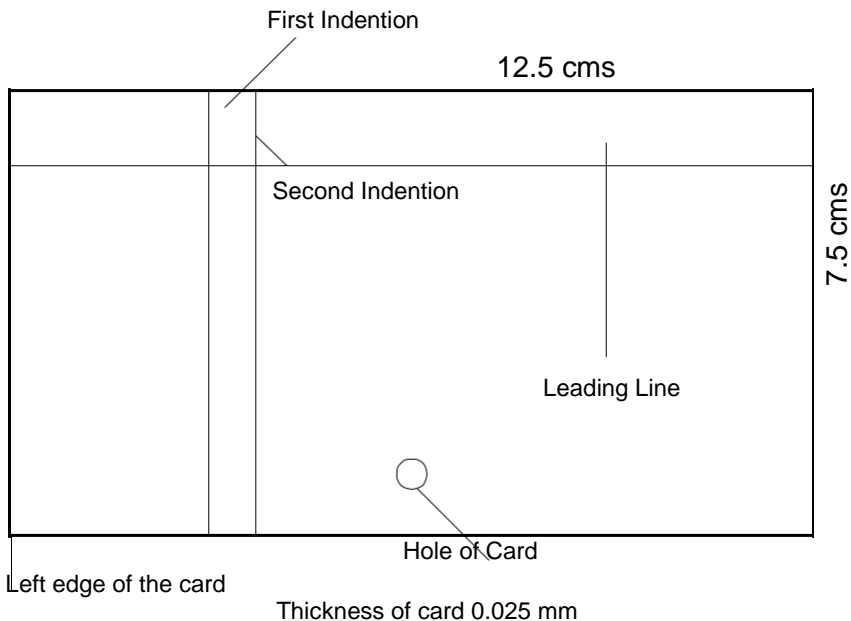 First Indention
12.5 cms
Second Indention
7.5 cms
Leading Line
Hole of Card
Left edge of the card
Thickness of card 0.025 mm